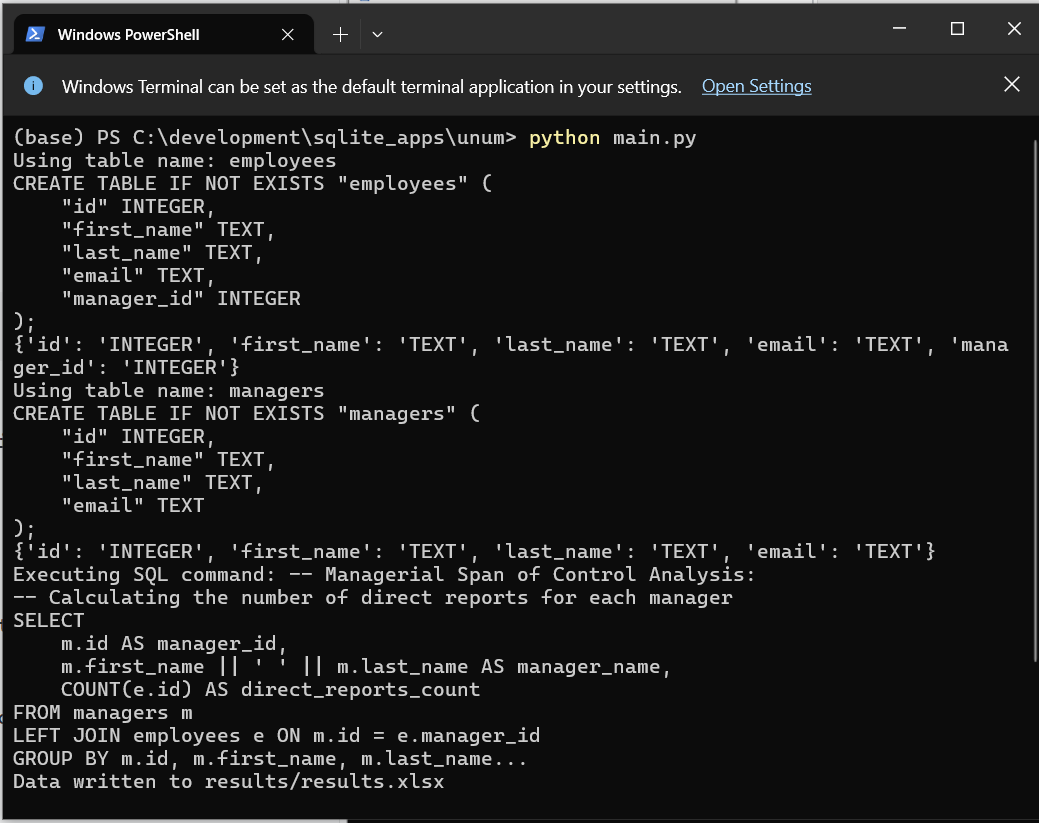 Windows PowerShell
Windows Terminal can be set as the default terminal application in your settings. Open Settings
(base) PS C:\development\sqlite_apps\unum> python main.py
Using table name: employees
CREATE TABLE IF NOT EXISTS "employees" (
    "id" INTEGER,
    "first_name" TEXT,
    "last_name" TEXT,
    "email" TEXT,
    "manager_id" INTEGER
);
{'id': 'INTEGER', 'first_name': 'TEXT', 'last_name': 'TEXT', 'email': 'TEXT', 'mana
ger_id': 'INTEGER'}
Using table name: managers
CREATE TABLE IF NOT EXISTS "managers" (
    "id" INTEGER,
    "first_name" TEXT,
    "last_name" TEXT,
    "email" TEXT
);
{'id': 'INTEGER', 'first_name': 'TEXT', 'last_name': 'TEXT', 'email': 'TEXT'}
Executing SQL command: -- Managerial Span of Control Analysis:
-- Calculating the number of direct reports for each manager
SELECT
    m.id AS manager_id,
    m.first_name || ' ' || m.last_name AS manager_name,
    COUNT(e.id) AS direct_reports_count
FROM managers m
LEFT JOIN employees e ON m.id = e.manager_id
GROUP BY m.id, m.first_name, m.last_name...
Data written to results/results.xlsx